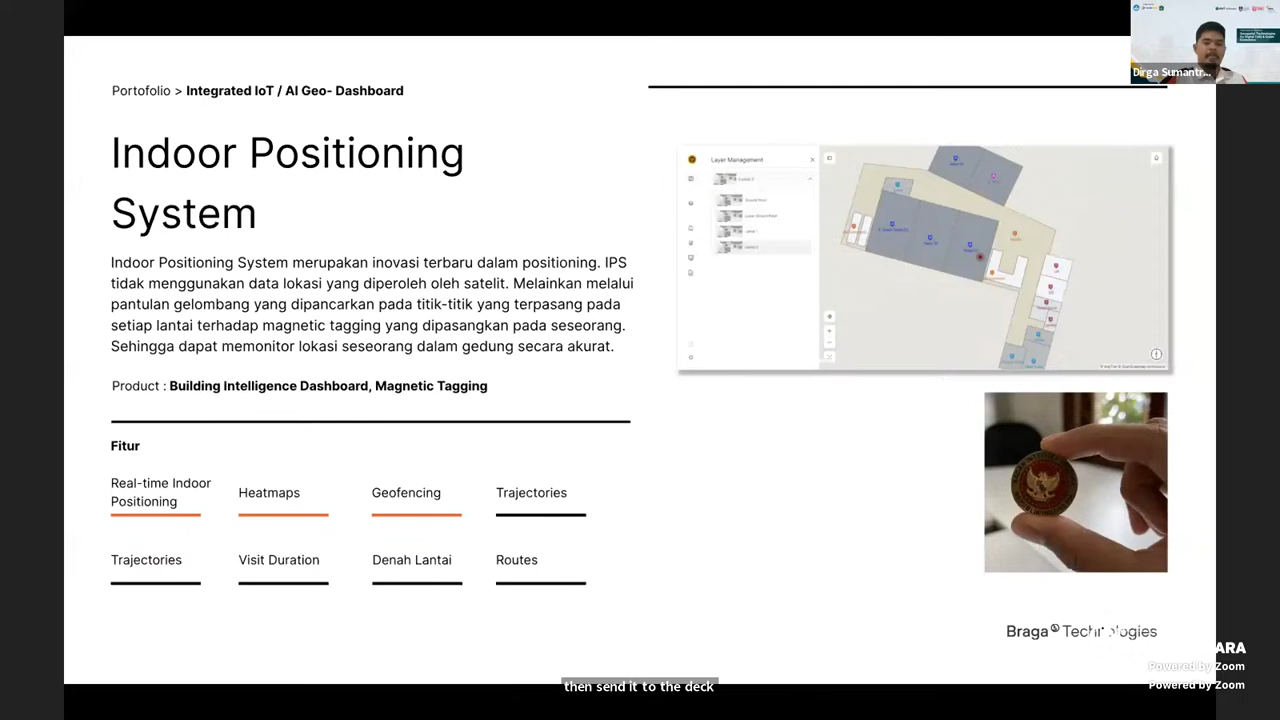 Dirga Sumantr...
Portofolio > Integrated IoT / AI Geo- Dashboard
Indoor Positioning
System
Indoor Positioning System merupakan inovasi terbaru dalam positioning. IPS
tidak menggunakan data lokasi yang diperoleh oleh satelit. Melainkan melalui
pantulan gelombang yang dipancarkan pada titik-titik yang terpasang pada
setiap lantai terhadap magnetic tagging yang dipasangkan pada seseorang.
Sehingga dapat memonitor lokasi seseorang dalam gedung secara akurat.
Product : Building Intelligence Dashboard, Magnetic Tagging
Fitur
Real-time Indoor
Positioning
Heatmaps
Geofencing
Trajectories
Trajectories
Visit Duration
Denah Lantai
Routes
Layer Management
Braga Technologies
ARA
Powered by Zoom
Powered by Zoom
then send it to the deck